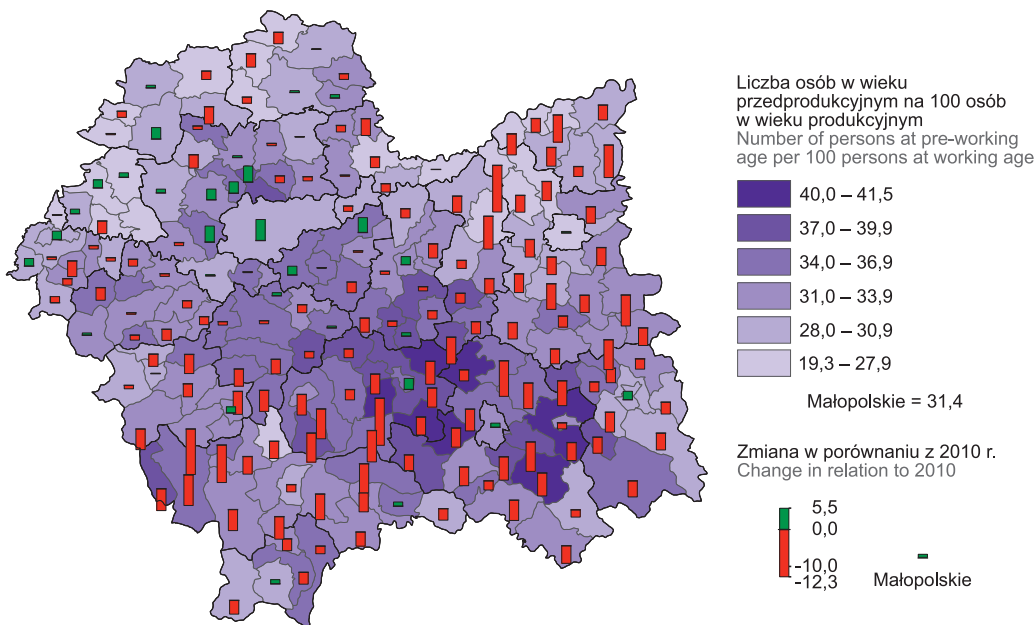 Liczba osób w wieku
przedprodukcyjnym na 100 osób
w wieku produkcyjnym
Number of persons at pre-working
age per 100 persons at working age
40,0 – 41,5
37,0 – 39,9
34,0 – 36,9
31,0 – 33,9
28,0 – 30,9
19,3 – 27,9
Małopolskie = 31,4
Zmiana w porównaniu z 2010 r.
Change in relation to 2010
5,5
0,0
-10,0
-12,3
Małopolskie